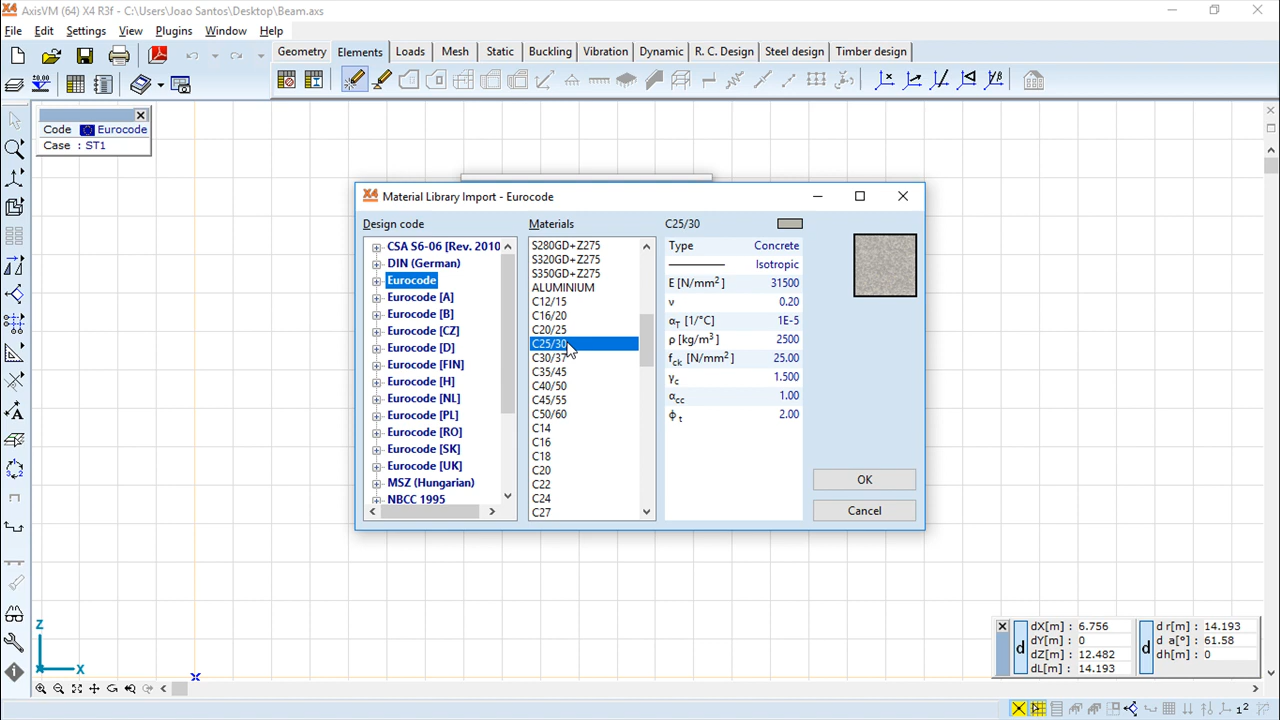 AxisVM (64) X4 R3f - C:\Users\Joao Santos\Desktop\Beam.axs
File Edit Settings View Plugins Window Help
Geometry Elements Loads Mesh Static Buckling Vibration Dynamic R. C. Design Steel design Timber design
Code Eurocode
Case : ST1
X4 Material Library Import - Eurocode
Design code
CSA S6-06 [Rev. 2010
DIN (German)
Eurocode
Eurocode [A]
Eurocode [B]
Eurocode [CZ]
Eurocode [D]
Eurocode [FIN]
Eurocode [H]
Eurocode [NL]
Eurocode [PL]
Eurocode [RO]
Eurocode [SK]
Eurocode [UK]
MSZ (Hungarian)
NBCC 1995
Materials
S280GD+Z275
S320GD+Z275
S350GD+Z275
ALUMINIUM
C12/15
C16/20
C20/25
C25/30
C30/37
C35/45
C40/50
C45/55
C50/60
C14
C16
C18
C20
C22
C24
C27
C25/30
Type Concrete
Isotropic
E [N/mm²] 31500
ν 0.20
αT [1/°C] 1E-5
ρ [kg/m³] 2500
fck [N/mm²] 25.00
γc 1.500
αcc 1.00
ϕt 2.00
OK
Cancel
Z
X
dX[m] : 6.756
dY[m] : 0
dZ[m] : 12.482
dL[m] : 14.193
d
d r[m] : 14.193
d a[°] : 61.58
dh[m] : 0
d